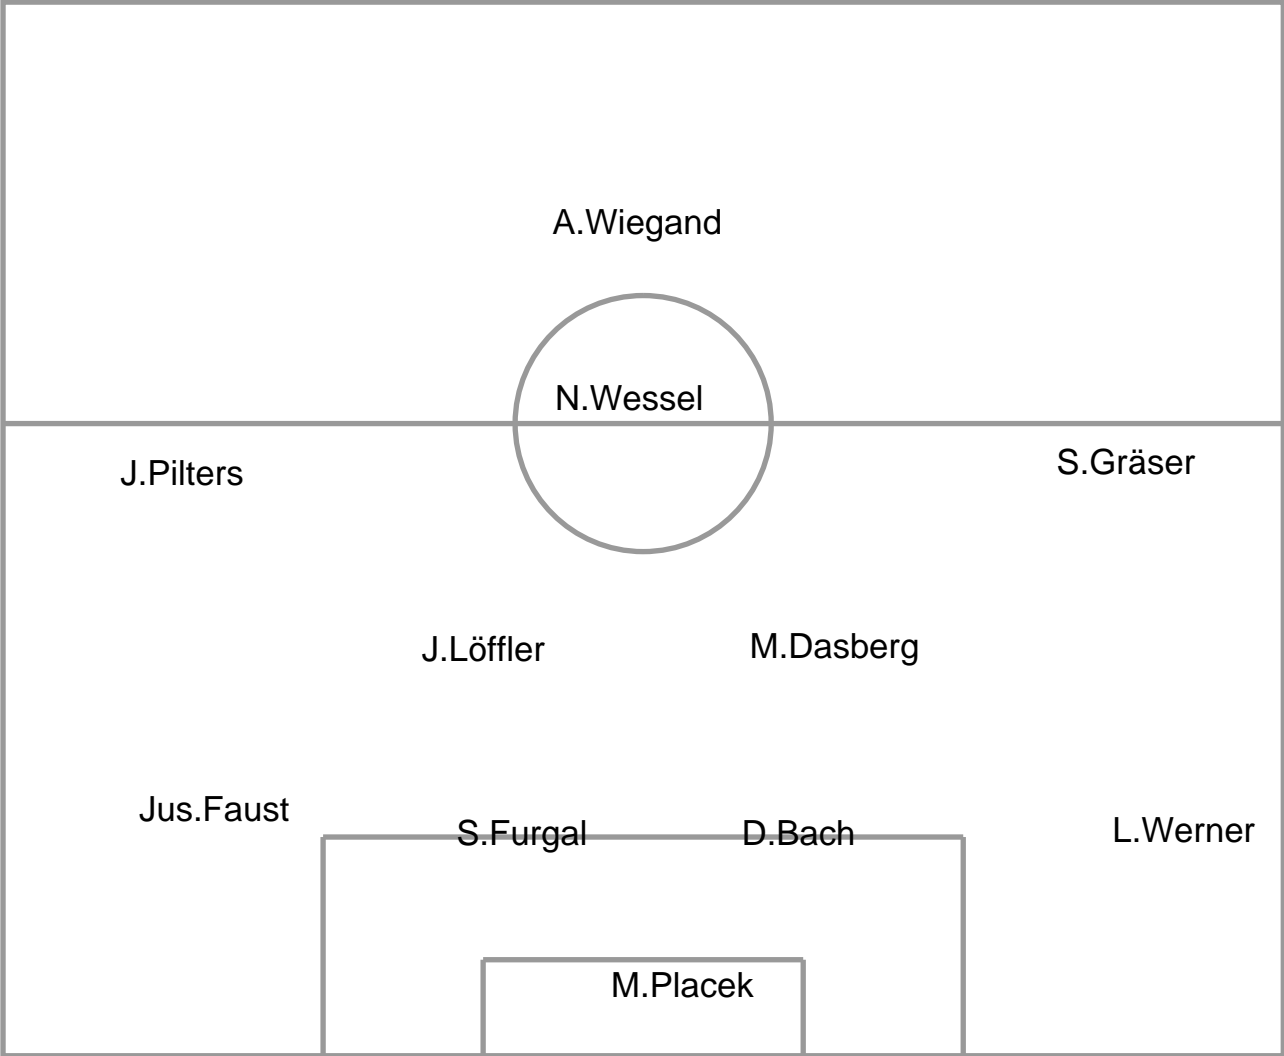 A.Wiegand
N.Wessel
J.Pilters
S.Gräser
J.Löffler
M.Dasberg
Jus.Faust
S.Furgal
D.Bach
L.Werner
M.Placek